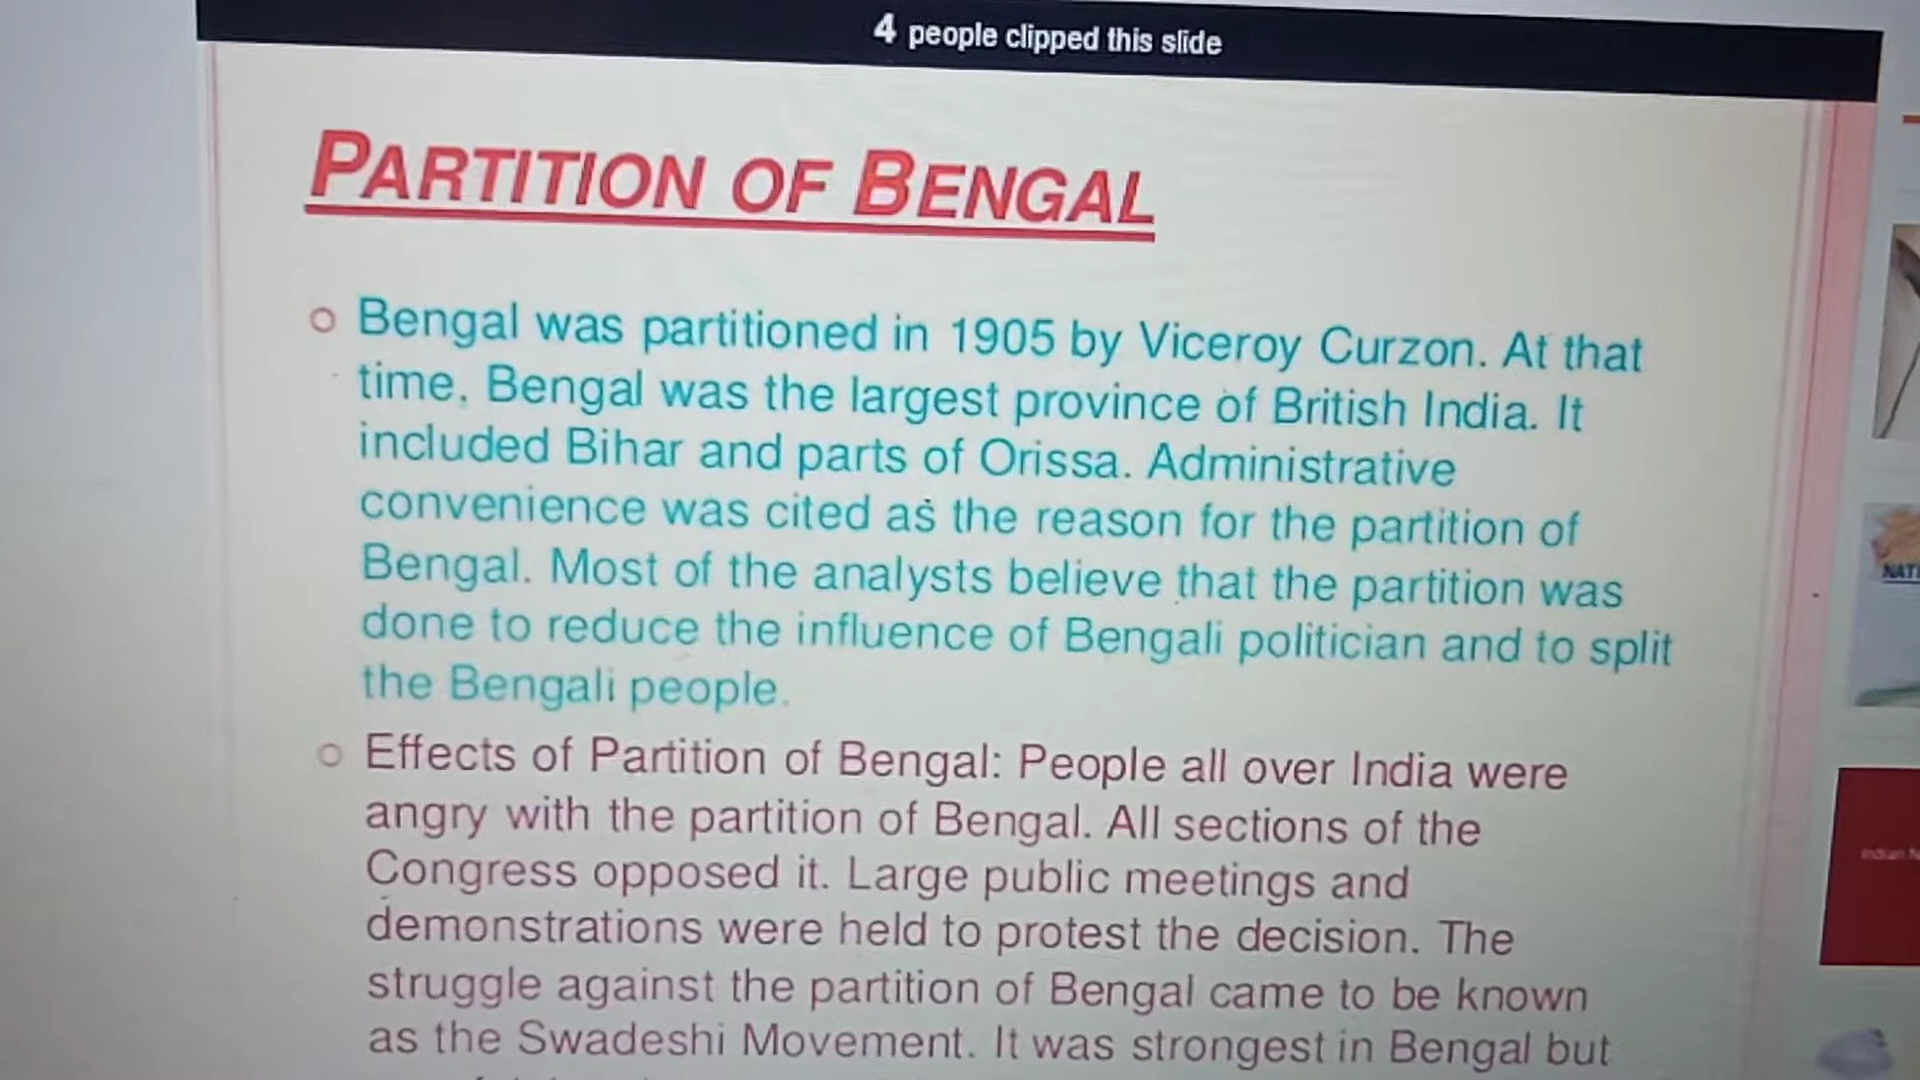 4 people clipped this slide
PARTITION OF BENGAL
Bengal was partitioned in 1905 by Viceroy Curzon. At that
time, Bengal was the largest province of British India. It
included Bihar and parts of Orissa. Administrative
convenience was cited as the reason for the partition of
Bengal. Most of the analysts believe that the partition was
done to reduce the influence of Bengali politician and to split
the Bengali people.
Effects of Partition of Bengal: People all over India were
angry with the partition of Bengal. All sections of the
Congress opposed it. Large public meetings and
demonstrations were held to protest the decision. The
struggle against the partition of Bengal came to be known
as the Swadeshi Movement. It was strongest in Bengal but
Indian